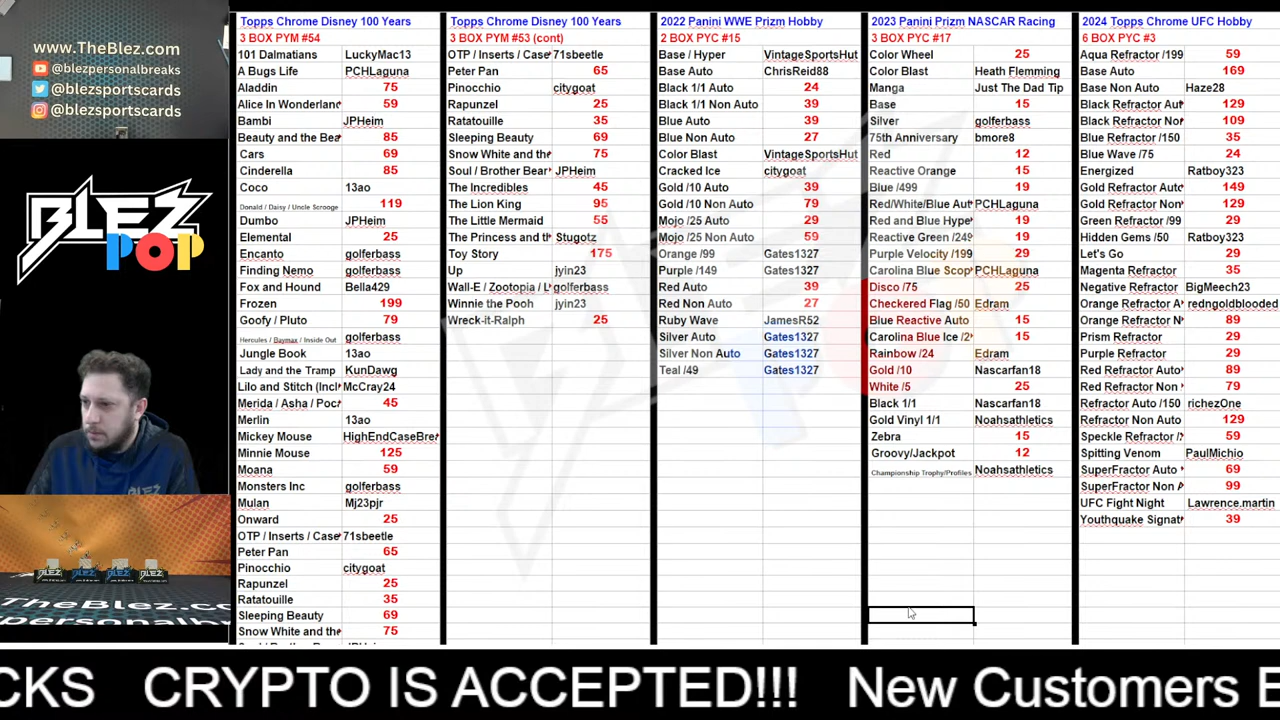 www.TheBlez.com
@blezpersonalbreaks
@blezsportscards
@blezsportscards
BLEZ
POP
BLEZ
TheBlez.co
personalbrea
Topps Chrome Disney 100 Years
3 BOX PYM #54
101 Dalmatians LuckyMac13
A Bugs Life PCHLaguna
Aladdin 75
Alice In Wonderlan 59
Bambi JPHeim
Beauty and the Bea 85
Cars 69
Cinderella 85
Coco 13ao
Donald / Daisy / Uncle Scrooge 119
Dumbo JPHeim
Elemental 25
Encanto golferbass
Finding Nemo golferbass
Fox and Hound Bella429
Frozen 199
Goofy / Pluto 79
Hercules / Baymax / Inside Out golferbass
Jungle Book 13ao
Lady and the Tramp KunDawg
Lilo and Stitch (Incl McCray24
Merida / Asha / Poc 45
Merlin 13ao
Mickey Mouse HighEndCaseBre
Minnie Mouse 125
Moana 59
Monsters Inc golferbass
Mulan Mj23pjr
Onward 25
OTP / Inserts / Case 71sbeetle
Peter Pan 65
Pinocchio citygoat
Rapunzel 25
Ratatouille 35
Sleeping Beauty 69
Snow White and the 75
Topps Chrome Disney 100 Years
3 BOX PYM #53 (cont)
OTP / Inserts / Case 71sbeetle
Peter Pan 65
Pinocchio citygoat
Rapunzel 25
Ratatouille 35
Sleeping Beauty 69
Snow White and th 75
Soul / Brother Bear JPHeim
The Incredibles 45
The Lion King 95
The Little Mermaid 55
The Princess and th Stugotz
Toy Story 175
Up jyin23
Wall-E / Zootopia / L golferbass
Winnie the Pooh jyin23
Wreck-it-Ralph 25
2022 Panini WWE Prizm Hobby
2 BOX PYC #15
Base / Hyper VintageSportsHut
Base Auto ChrisReid88
Black 1/1 Auto 24
Black 1/1 Non Auto 39
Blue Auto 39
Blue Non Auto 27
Color Blast VintageSportsHut
Cracked Ice citygoat
Gold /10 Auto 39
Gold /10 Non Auto 79
Mojo /25 Auto 29
Mojo /25 Non Auto 59
Orange /99 Gates1327
Purple /149 Gates1327
Red Auto 39
Red Non Auto 27
Ruby Wave JamesR52
Silver Auto Gates1327
Silver Non Auto Gates1327
Teal /49 Gates1327
2023 Panini Prizm NASCAR Racing
3 BOX PYC #17
Color Wheel 25
Color Blast Heath Flemming
Manga Just The Dad Tip
Base 15
Silver golferbass
75th Anniversary bmore8
Red 12
Reactive Orange 15
Blue /499 19
Red/White/Blue Aut PCHLaguna
Red and Blue Hype 19
Reactive Green /249 19
Purple Velocity /199 29
Carolina Blue Scop PCHLaguna
Disco /75 25
Checkered Flag /50 Edram
Blue Reactive Auto 15
Carolina Blue Ice /2 15
Rainbow /24 Edram
Gold /10 Nascarfan18
White /5 25
Black 1/1 Nascarfan18
Gold Vinyl 1/1 Noahsathletics
Zebra 15
Groovy/Jackpot 12
Championship Trophy/Profiles Noahsathletics
2024 Topps Chrome UFC Hobby
6 BOX PYC #3
Aqua Refractor /199 59
Base Auto 169
Base Non Auto Haze28
Black Refractor Aut 129
Black Refractor No 109
Blue Refractor /150 35
Blue Wave /75 24
Energized Ratboy323
Gold Refractor Aut 149
Gold Refractor Non 129
Green Refractor /99 29
Hidden Gems /50 Ratboy323
Let's Go 29
Magenta Refractor 35
Negative Refractor BigMeech23
Orange Refractor A redngoldblooded
Orange Refractor N 89
Prism Refractor 29
Purple Refractor 29
Red Refractor Auto 89
Red Refractor Non 79
Refractor Auto /150 richezOne
Refractor Non Auto 129
Speckle Refractor / 59
Spitting Venom PaulMichio
SuperFractor Auto 69
SuperFractor Non A 99
UFC Fight Night Lawrence.martin
Youthquake Signat 39
CKS CRYPTO IS ACCEPTED!!! New Customers E